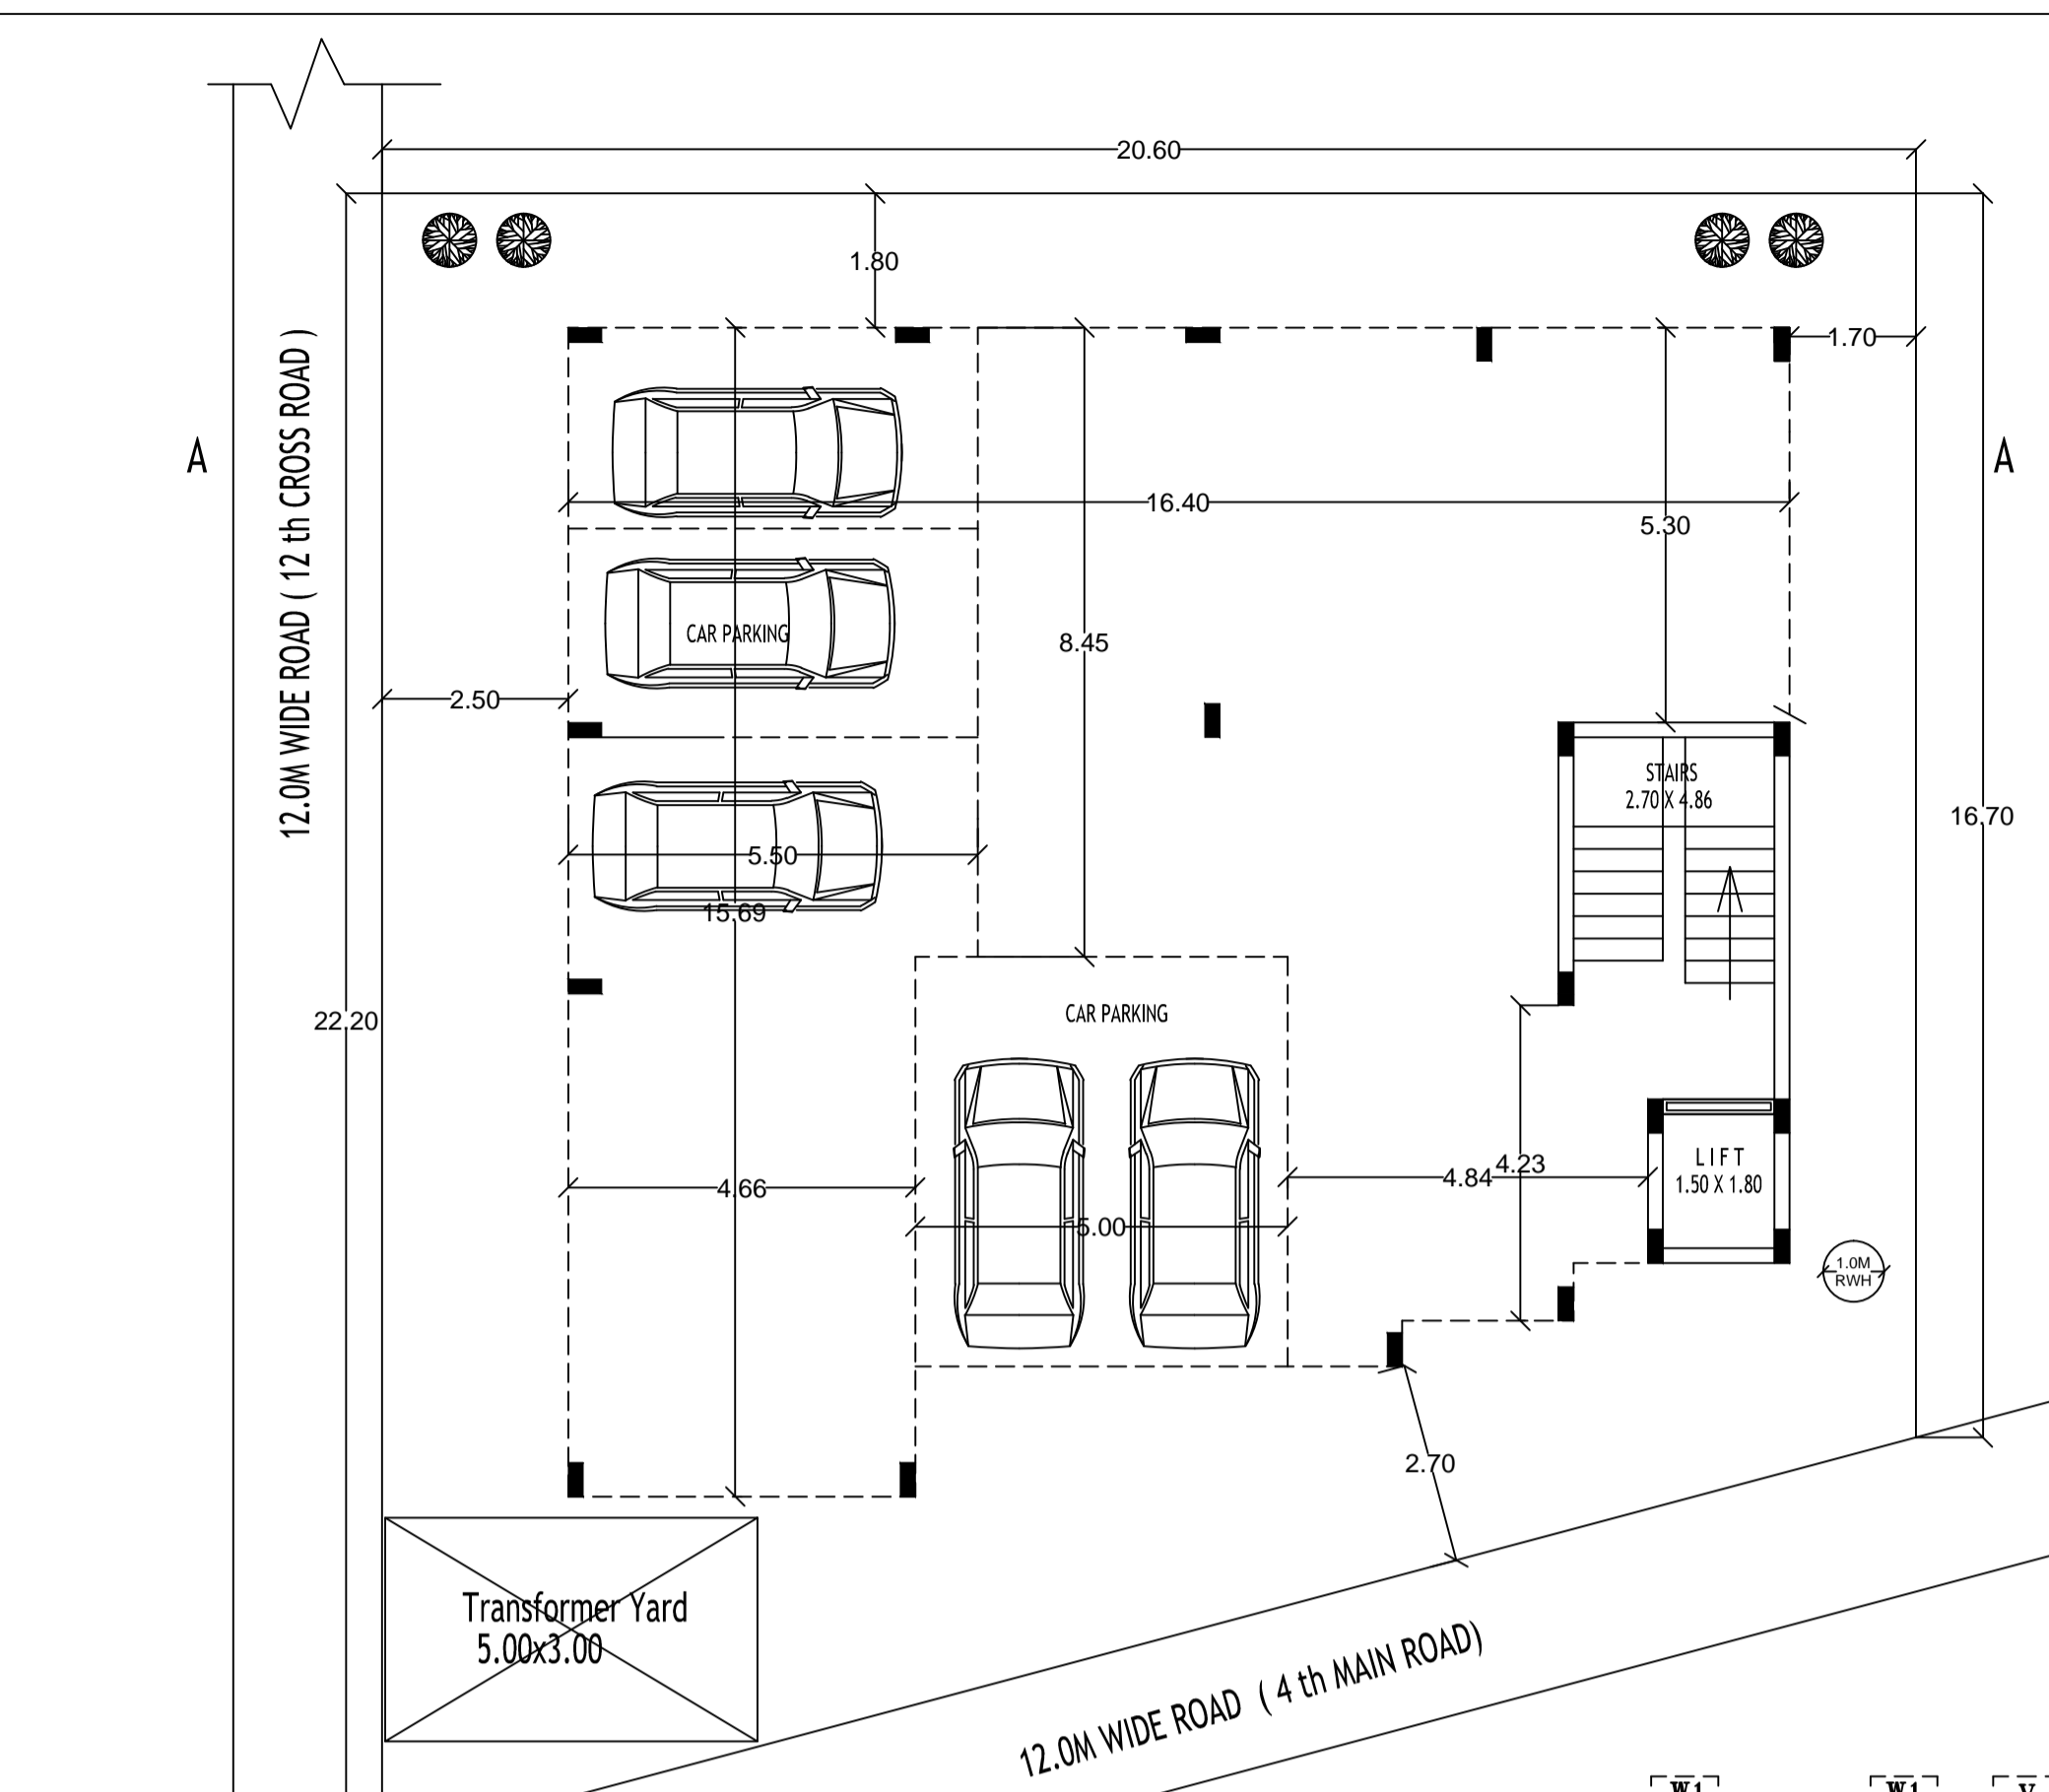 20.60
1.80
1.70
12.0M WIDE ROAD ( 12 th CROSS ROAD )
A
A
16.40
5.30
CAR PARKING
8.45
2.50
STAIRS
2.70 X 4.86
16.70
5.50
15.69
CAR PARKING
22.20
LIFT
1.50 X 1.80
4.23
4.84
4.66
5.00
1.0M
RWH
2.70
Transformer Yard
5.00x3.00
12.0M WIDE ROAD ( 4 th MAIN ROAD)
W1
W1